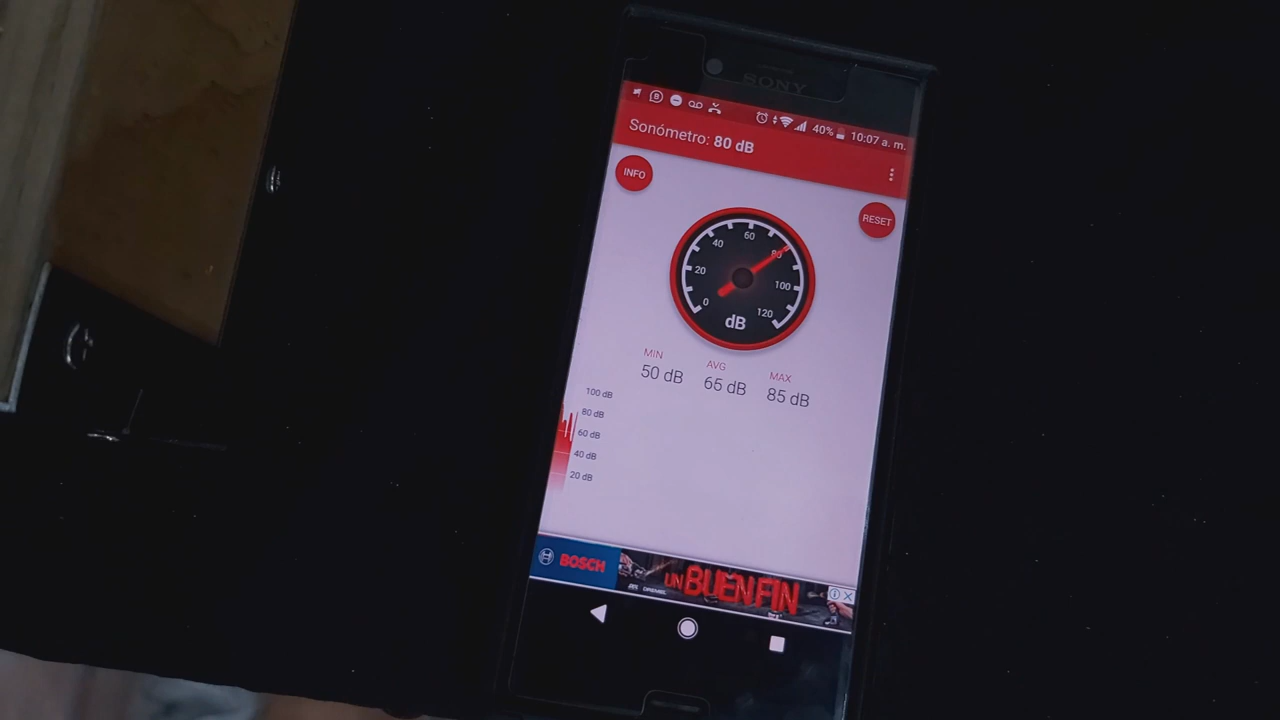 SONY
40% 10:07 a. m.
Sonómetro: 80 dB
INFO
RESET
0
20
40
60
80
100
120
dB
MIN
50 dB
AVG
65 dB
MAX
85 dB
100 dB
80 dB
60 dB
40 dB
20 dB
BOSCH
UN BUEN FIN
DREMEL